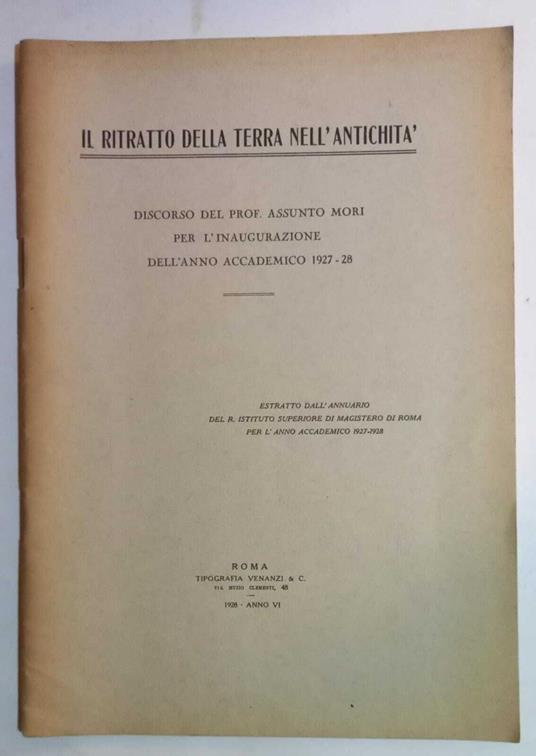 IL RITRATTO DELLA TERRA NELL'ANTICHITA'
DISCORSO DEL PROF. ASSUNTO MORI
PER L'INAUGURAZIONE
DELL'ANNO ACCADEMICO 1927-28
ESTRATTO DALL'ANNUARIO
DEL R. ISTITUTO SUPERIORE DI MAGISTERO DI ROMA
PER L'ANNO ACCADEMICO 1927-1928
ROMA
TIPOGRAFIA VENANZI & C.
VIA MUZIO CLEMENTI, 48
1928 - ANNO VI